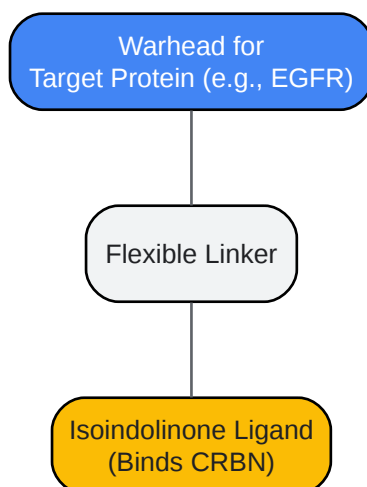 Warhead for
Target Protein (e.g., EGFR)
Flexible Linker
Isoindolinone Ligand
(Binds CRBN)